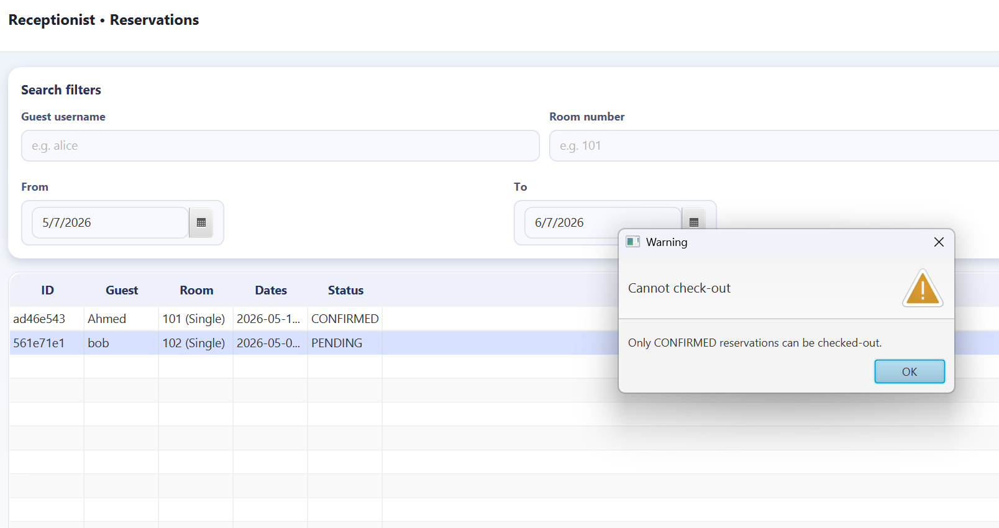 Receptionist • Reservations
Search filters
Guest username
Room number
e.g. alice
e.g. 101
From
To
5/7/2026
6/7/2026
Warning
Cannot check-out
Only CONFIRMED reservations can be checked-out.
OK
ID Guest Room Dates Status
ad46e543 Ahmed 101 (Single) 2026-05-1... CONFIRMED
561e71e1 bob 102 (Single) 2026-05-0... PENDING